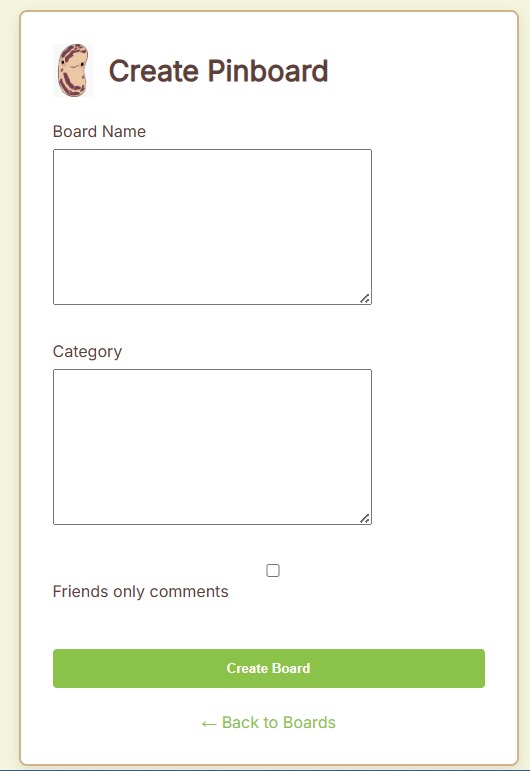 Create Pinboard
Board Name
Category
Friends only comments
Create Board
← Back to Boards